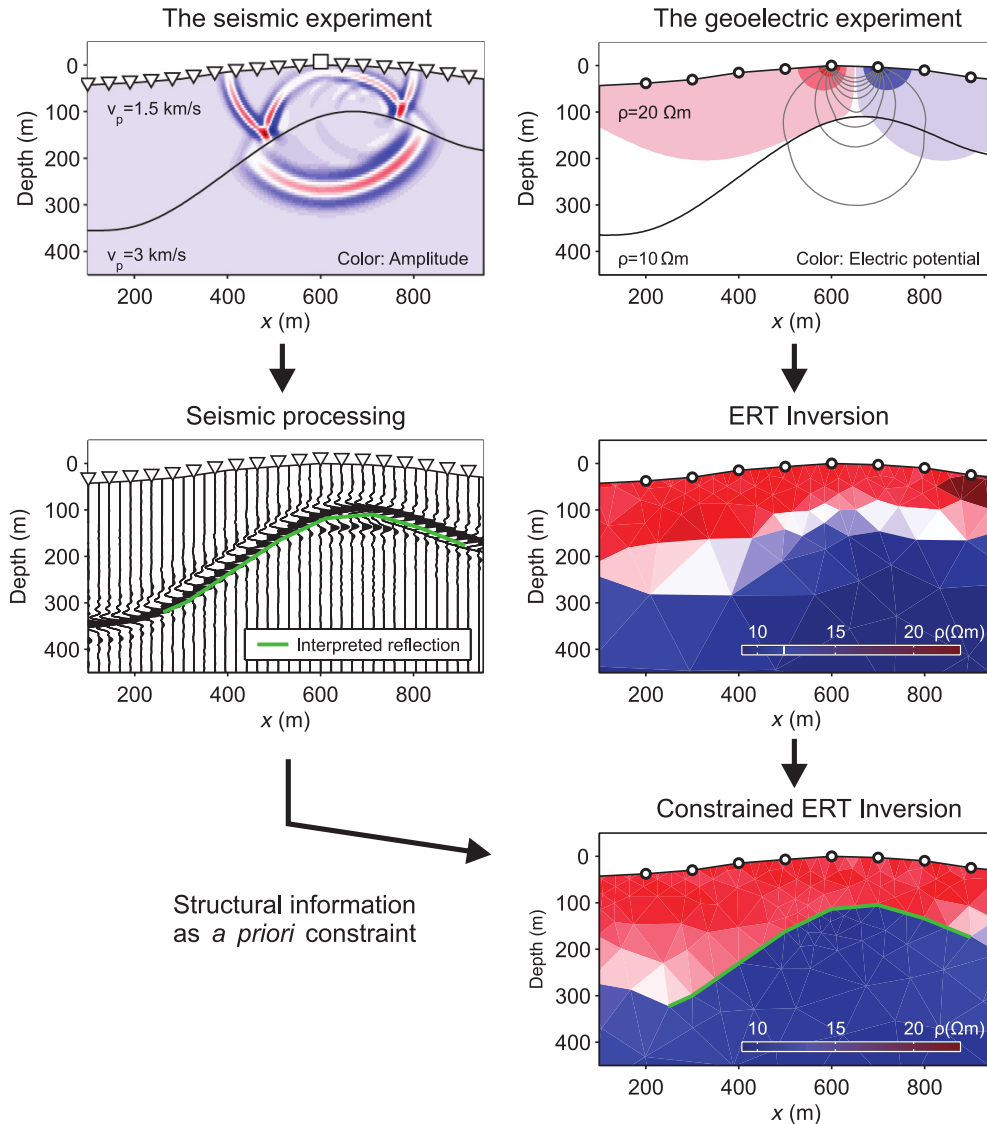 The seismic experiment
0
100
200
300
400
Depth (m)
v_p=1.5 km/s
v_p=3 km/s
Color: Amplitude
200
400
600
800
x (m)
The geoelectric experiment
0
100
200
300
400
Depth (m)
ρ=20 Ωm
ρ=10 Ωm
Color: Electric potential
200
400
600
800
x (m)
Seismic processing
0
100
200
300
400
Depth (m)
Interpreted reflection
200
400
600
800
x (m)
ERT Inversion
0
100
200
300
400
Depth (m)
10
15
20
ρ(Ωm)
200
400
600
800
x (m)
Structural information
as a priori constraint
Constrained ERT Inversion
0
100
200
300
400
Depth (m)
10
15
20
ρ(Ωm)
200
400
600
800
x (m)